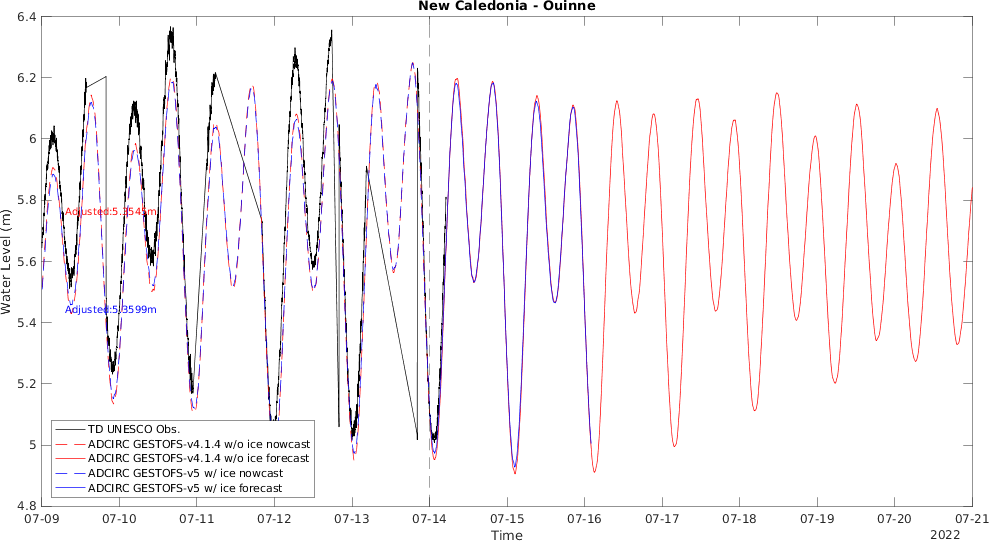 New Caledonia - Ouinne
6.4
6.2
6
5.8
5.6
5.4
5.2
5
4.8
Water Level (m)
Adjusted:5.3545m
Adjusted:5.3599m
TD UNESCO Obs.
ADCIRC GESTOFS-v4.1.4 w/o ice nowcast
ADCIRC GESTOFS-v4.1.4 w/o ice forecast
ADCIRC GESTOFS-v5 w/ ice nowcast
ADCIRC GESTOFS-v5 w/ ice forecast
07-09 07-10 07-11 07-12 07-13 07-14 07-15 07-16 07-17 07-18 07-19 07-20 07-21
Time
2022